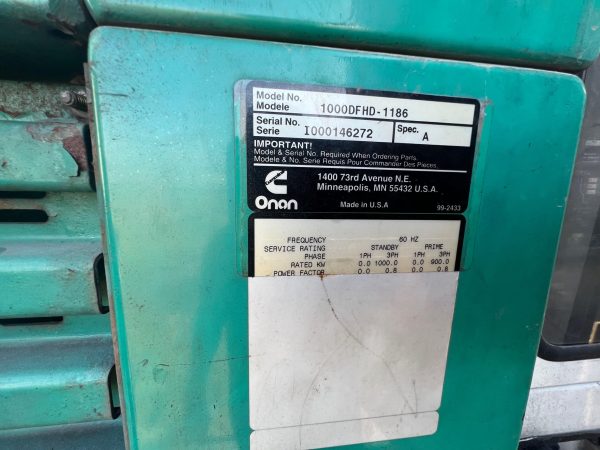 Model No.
Modele 1000DFHD-1186
Serial No.
Serie I000146272 Spec. A
IMPORTANT!
Model & Serial No. Required When Ordering Parts.
Modele & No. Serie Requis Pour Commander Des Pieces.
1400 73rd Avenue N.E.
Minneapolis, MN 55432 U.S.A.
Onan Made in U.S.A 99-2433
FREQUENCY 60 HZ
SERVICE RATING STANDBY PRIME
PHASE 1PH 3PH 1PH 3PH
RATED KW 0.0 1000.0 0.0 900.0
POWER FACTOR 0.0 0.8 0.0 0.8